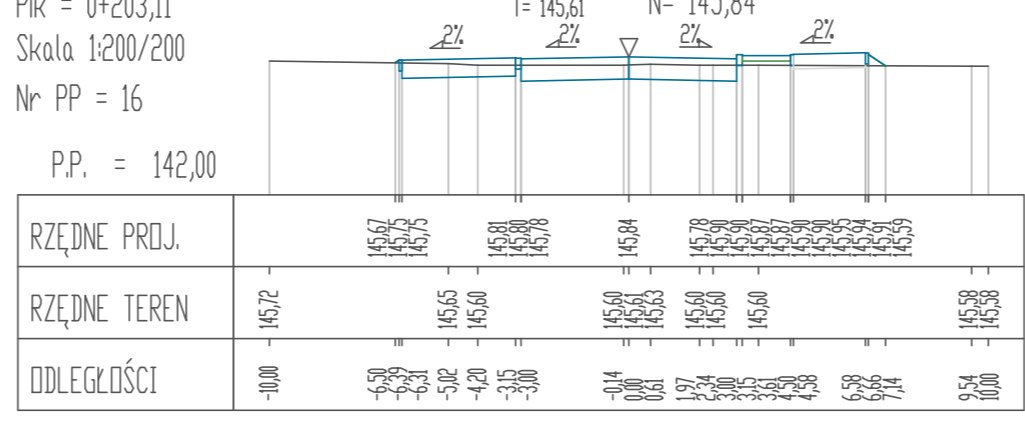 Pik = 0+203,11
T= 145,61 N= 145,84
Skala 1:200/200
2% 2% 2% 2%
Nr PP = 16
P.P. = 142,00
RZĘDNE PROJ. 145,67 145,75 145,75 145,81 145,80 145,78 145,84 145,78 145,90 145,90 145,87 145,87 145,90 145,90 145,95 145,94 145,91 145,59
RZĘDNE TEREN 145,72 145,65 145,60 145,60 145,61 145,63 145,60 145,60 145,60 145,58 145,58
ODLEGŁOŚCI -10,00 -6,50 -6,39 -6,31 -5,02 -4,20 -3,15 -3,00 -0,14 0,00 0,61 1,97 2,34 3,00 3,15 3,61 4,50 4,58 6,58 6,66 7,14 9,54 10,00